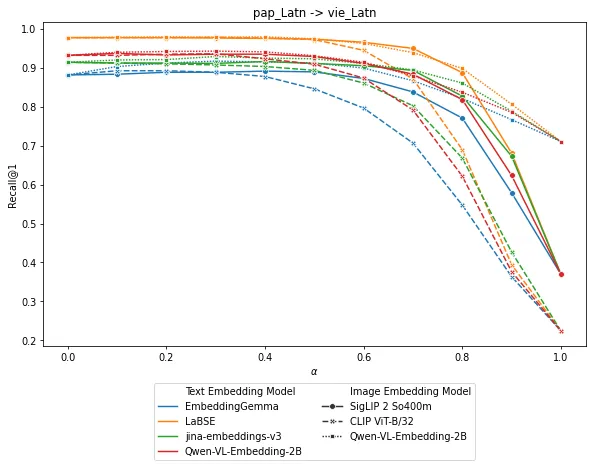 pap_Latn -> vie_Latn
1.0
0.9
0.8
0.7
0.6
0.5
0.4
0.3
0.2
Recall@1
0.0 0.2 0.4 0.6 0.8 1.0
α
Text Embedding Model Image Embedding Model
EmbeddingGemma SigLIP 2 So400m
LaBSE CLIP ViT-B/32
jina-embeddings-v3 Qwen-VL-Embedding-2B
Qwen-VL-Embedding-2B